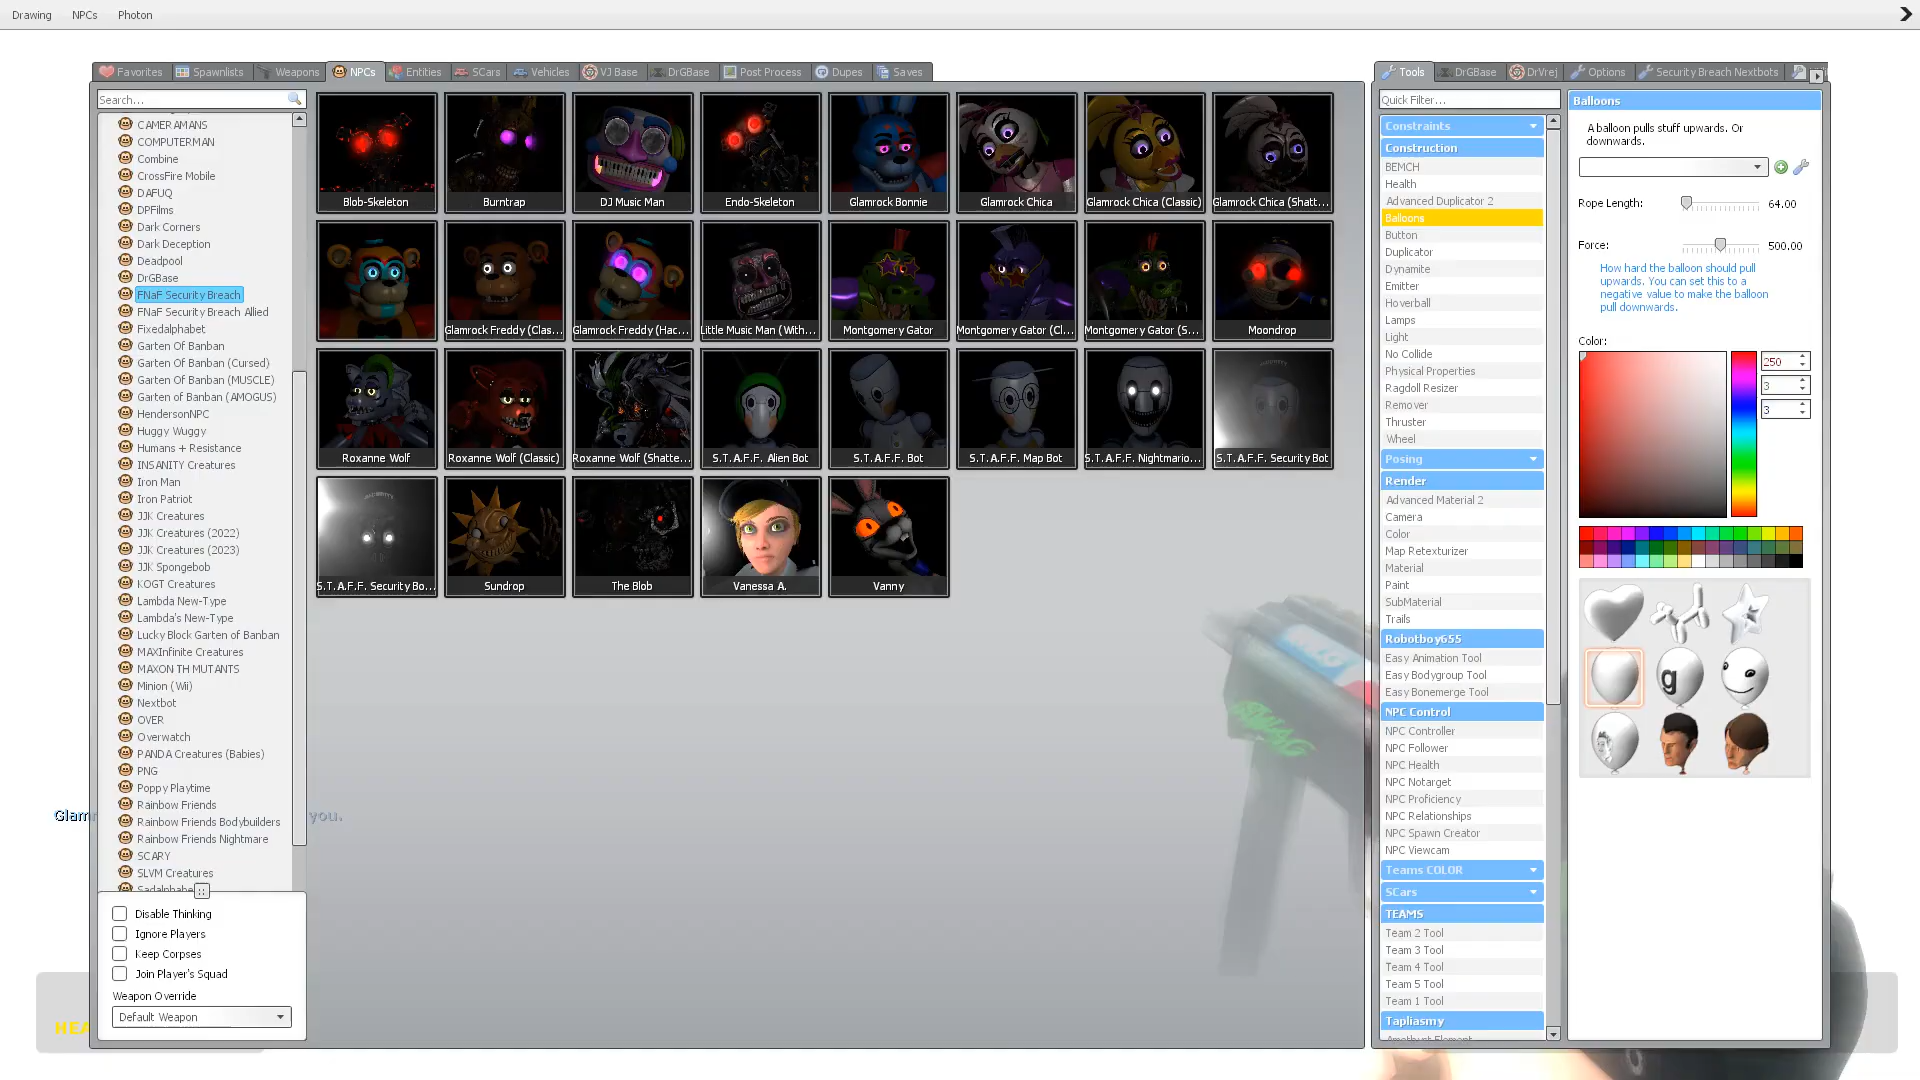 Drawing NPCs Photon
Favorites Spawnlists Weapons NPCs Entities SCars Vehicles VJ Base DrGBase Post Process Dupes Saves
Search...
CAMERAMANS
COMPUTERMAN
Combine
CrossFire Mobile
DAFUQ
DPFilms
Dark Corners
Dark Deception
Deadpool
DrGBase
FNaF Security Breach
FNaF Security Breach Allied
Fixedalphabet
Garten Of Banban
Garten Of Banban (Cursed)
Garten Of Banban (MUSCLE)
Garten of Banban (AMOGUS)
HendersonNPC
Huggy Wuggy
Humans + Resistance
INSANITY Creatures
Iron Man
Iron Patriot
JJK Creatures
JJK Creatures (2022)
JJK Creatures (2023)
JJK Spongebob
KOGT Creatures
Lambda New-Type
Lambda's New-Type
Lucky Block Garten of Banban
MAXInfinite Creatures
MAXON TH MUTANTS
Minion (Wii)
Nextbot
OVER
Overwatch
PANDA Creatures (Babies)
PNG
Poppy Playtime
Rainbow Friends
Rainbow Friends Bodybuilders
Rainbow Friends Nightmare
SCARY
SLVM Creatures
Disable Thinking
Ignore Players
Keep Corpses
Join Player's Squad
Weapon Override
Default Weapon
Blob-Skeleton Burntrap DJ Music Man Endo-Skeleton Glamrock Bonnie Glamrock Chica Glamrock Chica (Classic) Glamrock Chica (Shatt...
Glamrock Freddy (Clas... Glamrock Freddy (Hac... Little Music Man (With... Montgomery Gator Montgomery Gator (Cl... Montgomery Gator (S... Moondrop
Roxanne Wolf Roxanne Wolf (Classic) Roxanne Wolf (Shatte... S.T.A.F.F. Alien Bot S.T.A.F.F. Bot S.T.A.F.F. Map Bot S.T.A.F.F. Nightmario... S.T.A.F.F. Security Bot
S.T.A.F.F. Security Bo... Sundrop The Blob Vanessa A. Vanny
you.
Tools DrGBase DrVrej Options Security Breach Nextbots
Quick Filter...
Constraints
Construction
BEMCH
Health
Advanced Duplicator 2
Balloons
Button
Duplicator
Dynamite
Emitter
Hoverball
Lamps
Light
No Collide
Physical Properties
Ragdoll Resizer
Remover
Thruster
Wheel
Posing
Render
Advanced Material 2
Camera
Color
Map Retexturizer
Material
Paint
SubMaterial
Trails
Robotboy655
Easy Animation Tool
Easy Bodygroup Tool
Easy Bonemerge Tool
NPC Control
NPC Controller
NPC Follower
NPC Health
NPC Notarget
NPC Proficiency
NPC Relationships
NPC Spawn Creator
NPC Viewcam
Teams COLOR
SCars
TEAMS
Team 2 Tool
Team 3 Tool
Team 4 Tool
Team 5 Tool
Team 1 Tool
Tapliasmy
Balloons
A balloon pulls stuff upwards. Or
downwards.
Rope Length: 64.00
Force: 500.00
How hard the balloon should pull
upwards. You can set this to a
negative value to make the balloon
pull downwards.
Color:
250
3
3
g